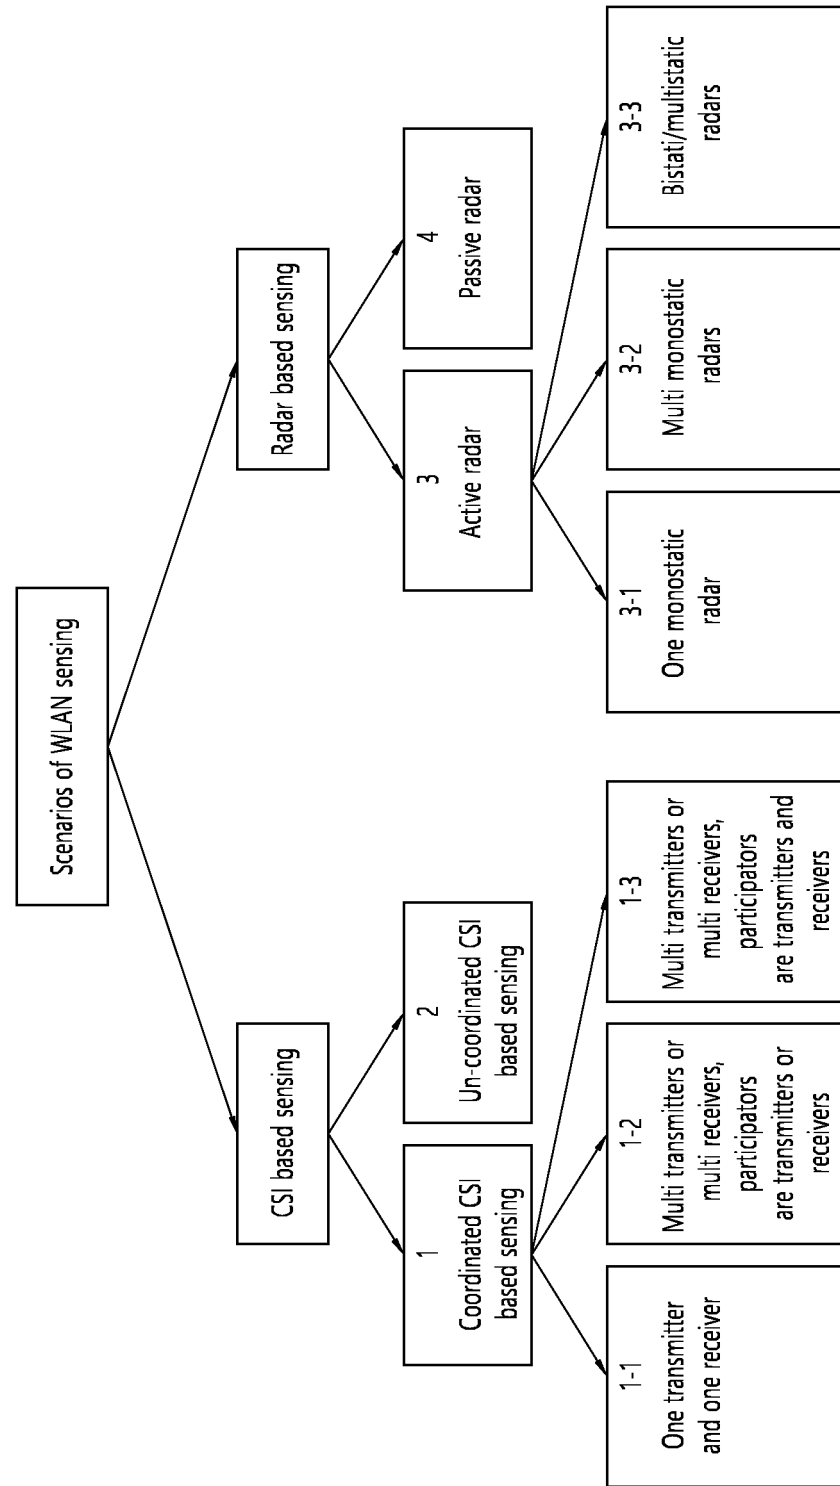 Scenarios of WLAN sensing
CSI based sensing
Radar based sensing
1
Coordinated CSI
based sensing
2
Un-coordinated CSI
based sensing
3
Active radar
4
Passive radar
1-1
One transmitter
and one receiver
1-2
Multi transmitters or
multi receivers,
participators
are transmitters or
receivers
1-3
Multi transmitters or
multi receivers,
participators
are transmitters and
receivers
3-1
One monostatic
radar
3-2
Multi monostatic
radars
3-3
Bistati/multistatic
radars